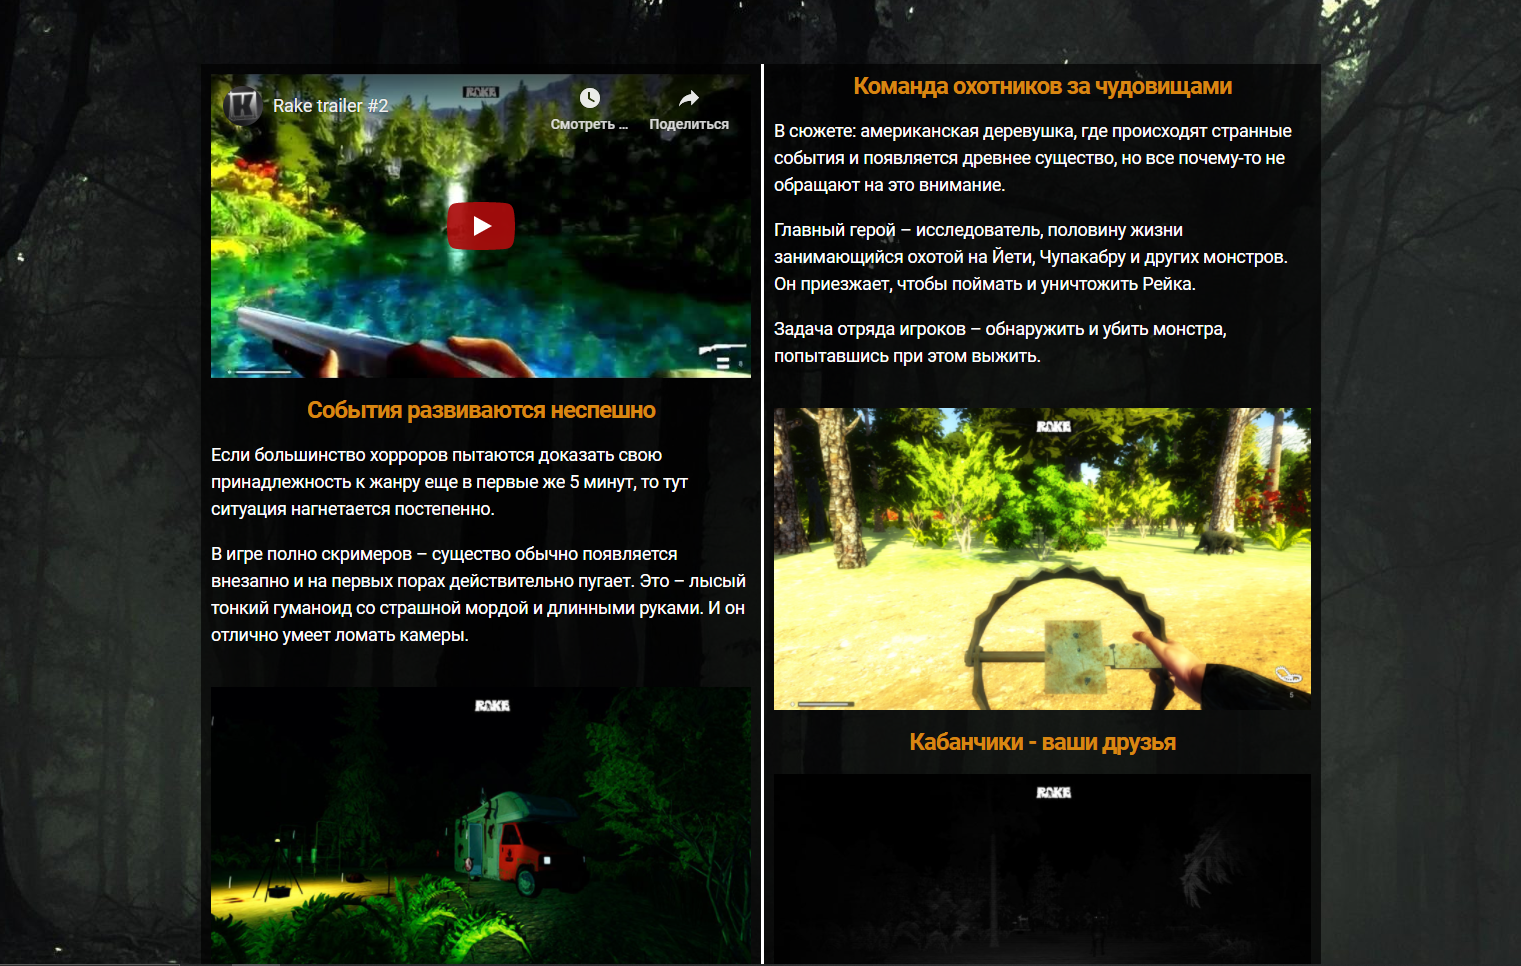 RAKE
Rake trailer #2
Смотреть ...
Поделиться
События развиваются неспешно
Если большинство хорроров пытаются доказать свою
принадлежность к жанру еще в первые же 5 минут, то тут
ситуация нагнетается постепенно.
В игре полно скримеров – существо обычно появляется
внезапно и на первых порах действительно пугает. Это – лысый
тонкий гуманоид со страшной мордой и длинными руками. И он
отлично умеет ломать камеры.
RAKE
Команда охотников за чудовищами
В сюжете: американская деревушка, где происходят странные
события и появляется древнее существо, но все почему-то не
обращают на это внимание.
Главный герой – исследователь, половину жизни
занимающийся охотой на Йети, Чупакабру и других монстров.
Он приезжает, чтобы поймать и уничтожить Рейка.
Задача отряда игроков – обнаружить и убить монстра,
попытавшись при этом выжить.
RAKE
5
Кабанчики - ваши друзья
RAKE